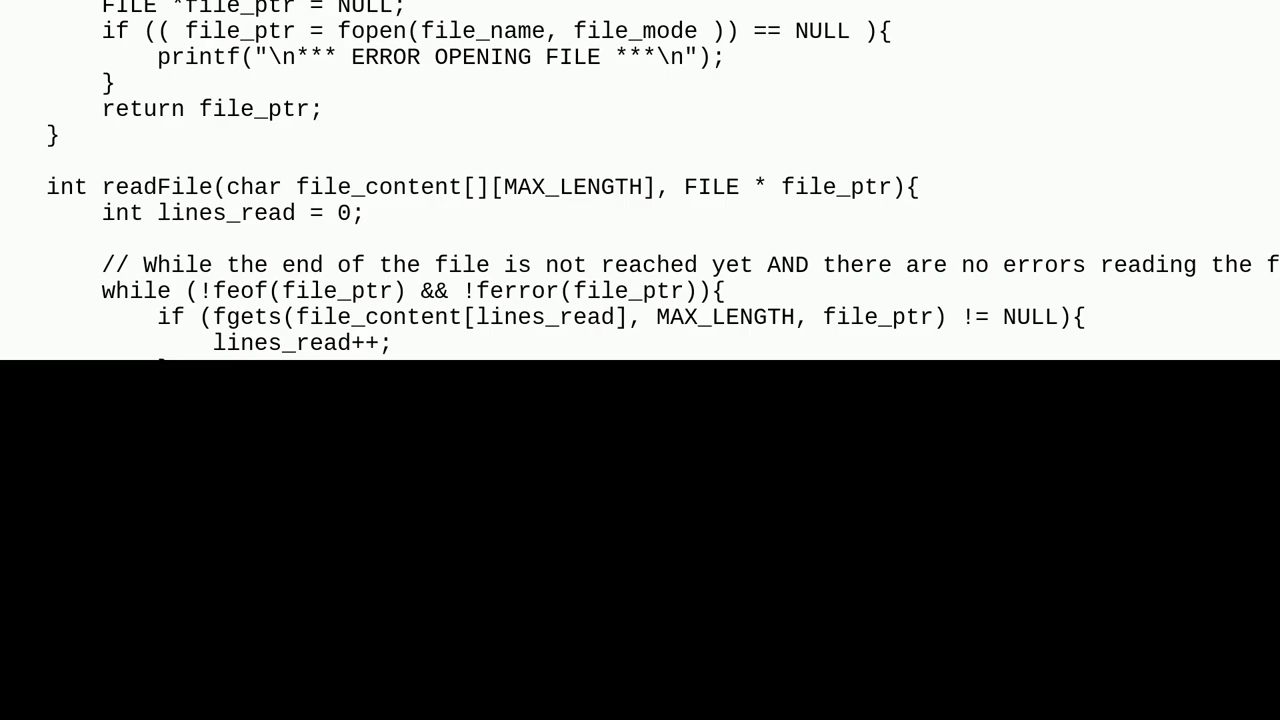 FILE *file_ptr = NULL;
if (( file_ptr = fopen(file_name, file_mode )) == NULL ){
printf("\n*** ERROR OPENING FILE ***\n");
}
return file_ptr;
}
int readFile(char file_content[][MAX_LENGTH], FILE * file_ptr){
int lines_read = 0;
// While the end of the file is not reached yet AND there are no errors reading the f
while (!feof(file_ptr) && !ferror(file_ptr)){
if (fgets(file_content[lines_read], MAX_LENGTH, file_ptr) != NULL){
lines_read++;